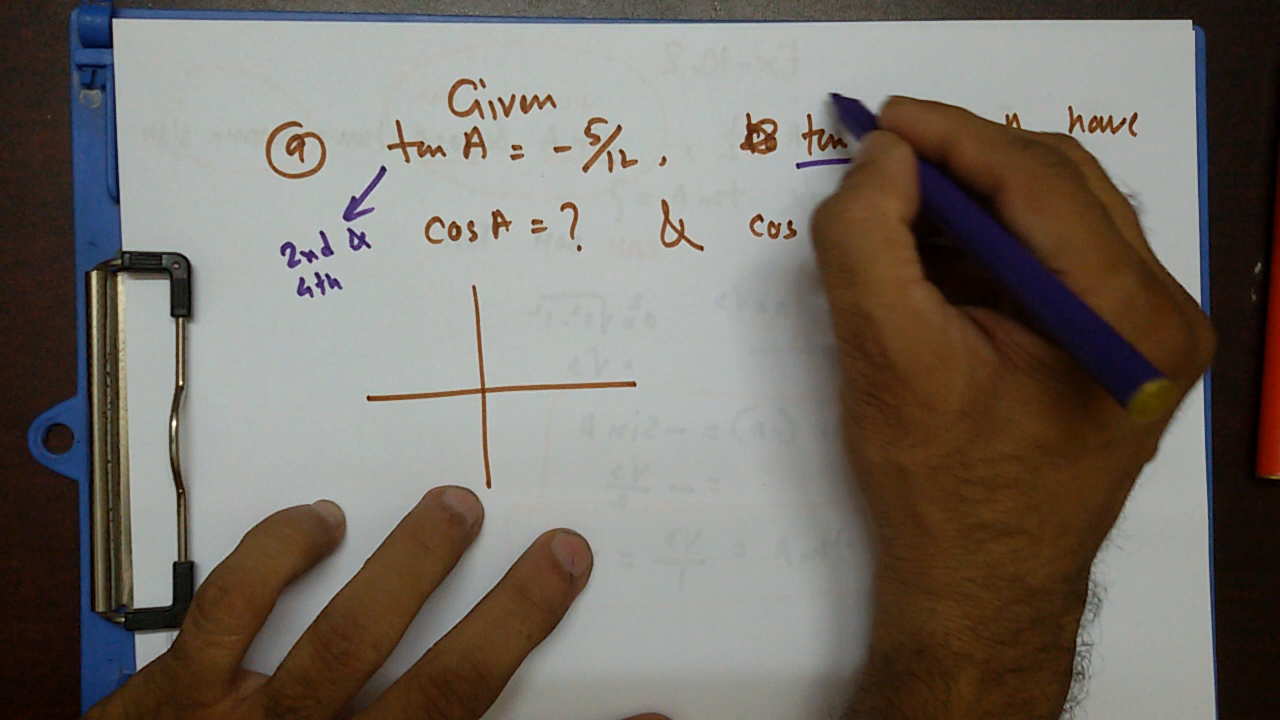 Given
9 tan A = - 5/12 , tan A have
2nd & 4th
cos A = ? & cos